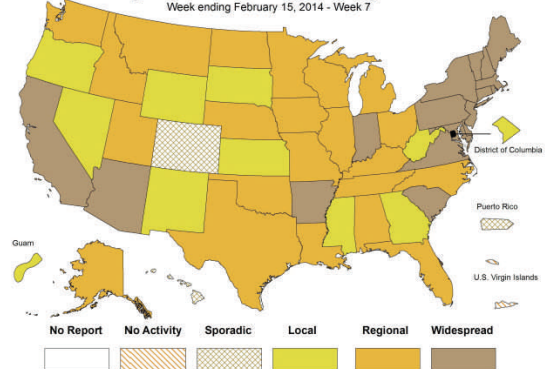 Week ending February 15, 2014 - Week 7
District of Columbia
Puerto Rico
Guam
U.S. Virgin Islands
No Report No Activity Sporadic Local Regional Widespread